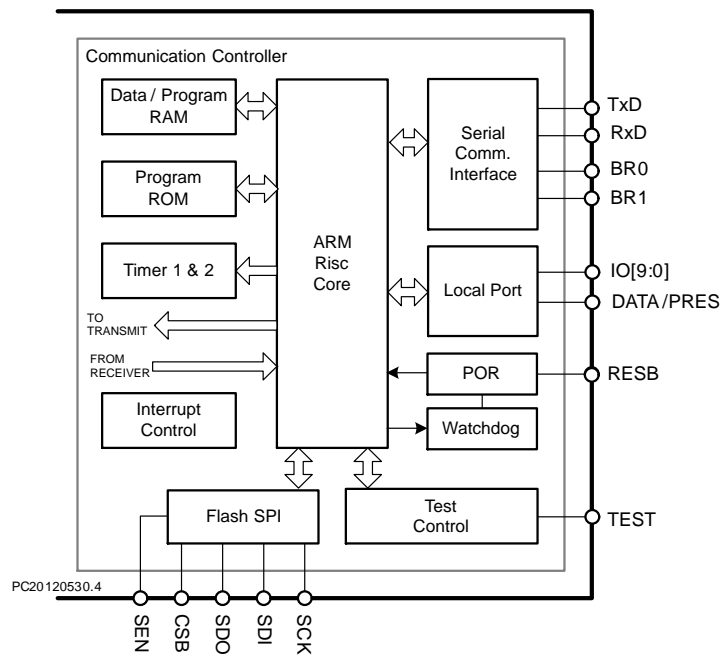 Communication Controller
Data / Program
RAM
Program
ROM
Timer 1 & 2
TO
TRANSMIT
FROM
RECEIVER
Interrupt
Control
ARM
Risc
Core
Serial
Comm.
Interface
Local Port
POR
Watchdog
Flash SPI
Test
Control
TxD
RxD
BR0
BR1
IO[9:0]
DATA/PRES
RESB
TEST
PC20120530.4
SEN
CSB
SDO
SDI
SCK